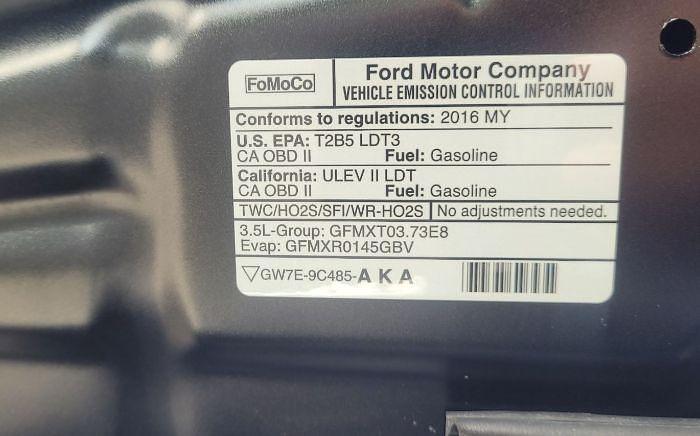 FoMoCo
Ford Motor Company
VEHICLE EMISSION CONTROL INFORMATION
Conforms to regulations: 2016 MY
U.S. EPA: T2B5 LDT3
CA OBD II Fuel: Gasoline
California: ULEV II LDT
CA OBD II Fuel: Gasoline
TWC/HO2S/SFI/WR-HO2S No adjustments needed.
3.5L-Group: GFMXT03.73E8
Evap: GFMXR0145GBV
▽GW7E-9C485-A K A